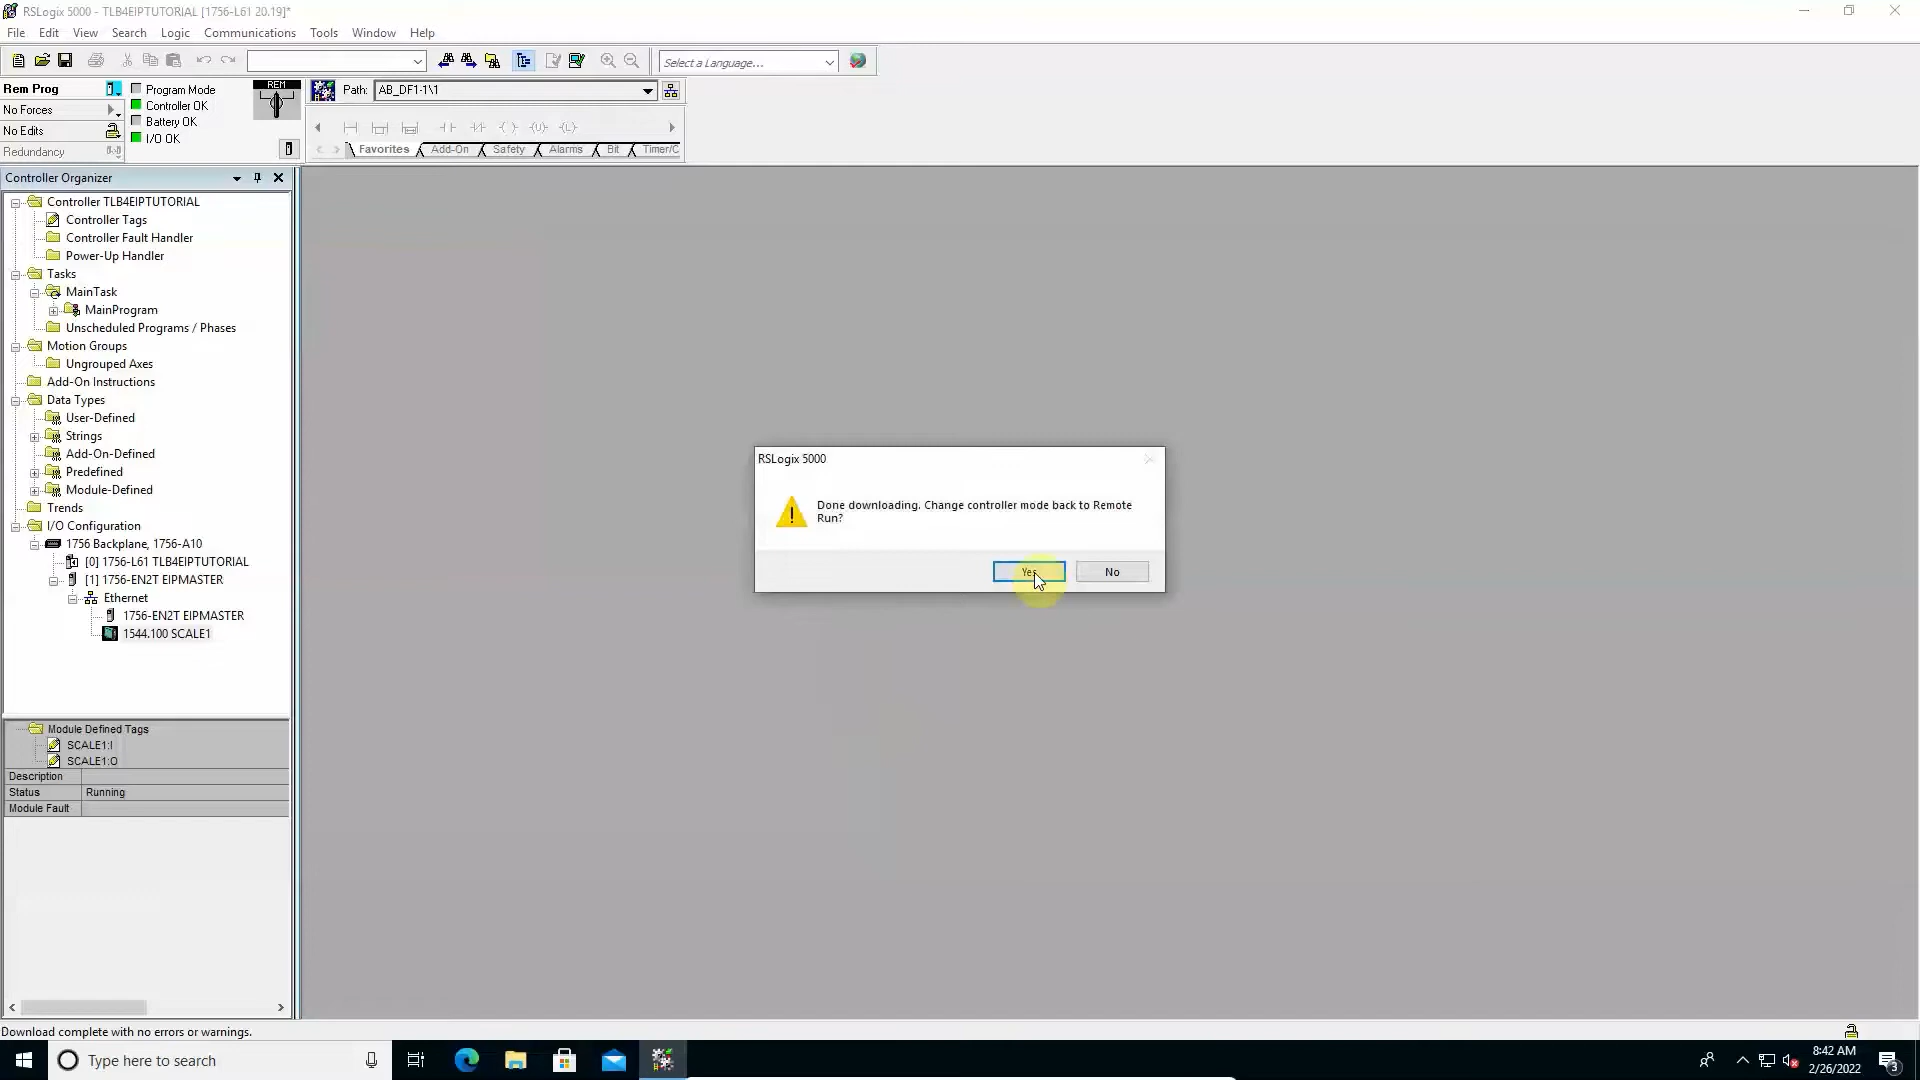 RSLogix 5000 - TLB4EIPTUTORIAL [1756-L61 20.19]*
File Edit View Search Logic Communications Tools Window Help
Select a Language...
Rem Prog
No Forces
No Edits
Redundancy
Program Mode
Controller OK
Battery OK
I/O OK
REM
Path: AB_DF1-1\1
Favorites Add-On Safety Alarms Bit Timer/C
Controller Organizer
Controller TLB4EIPTUTORIAL
Controller Tags
Controller Fault Handler
Power-Up Handler
Tasks
MainTask
MainProgram
Unscheduled Programs / Phases
Motion Groups
Ungrouped Axes
Add-On Instructions
Data Types
User-Defined
Strings
Add-On-Defined
Predefined
Module-Defined
Trends
I/O Configuration
1756 Backplane, 1756-A10
[0] 1756-L61 TLB4EIPTUTORIAL
[1] 1756-EN2T EIPMASTER
Ethernet
1756-EN2T EIPMASTER
1544.100 SCALE1
Module Defined Tags
SCALE1:I
SCALE1:O
Description
Status Running
Module Fault
RSLogix 5000
Done downloading. Change controller mode back to Remote
Run?
Yes No
Download complete with no errors or warnings.
Type here to search
8:42 AM
2/26/2022
3